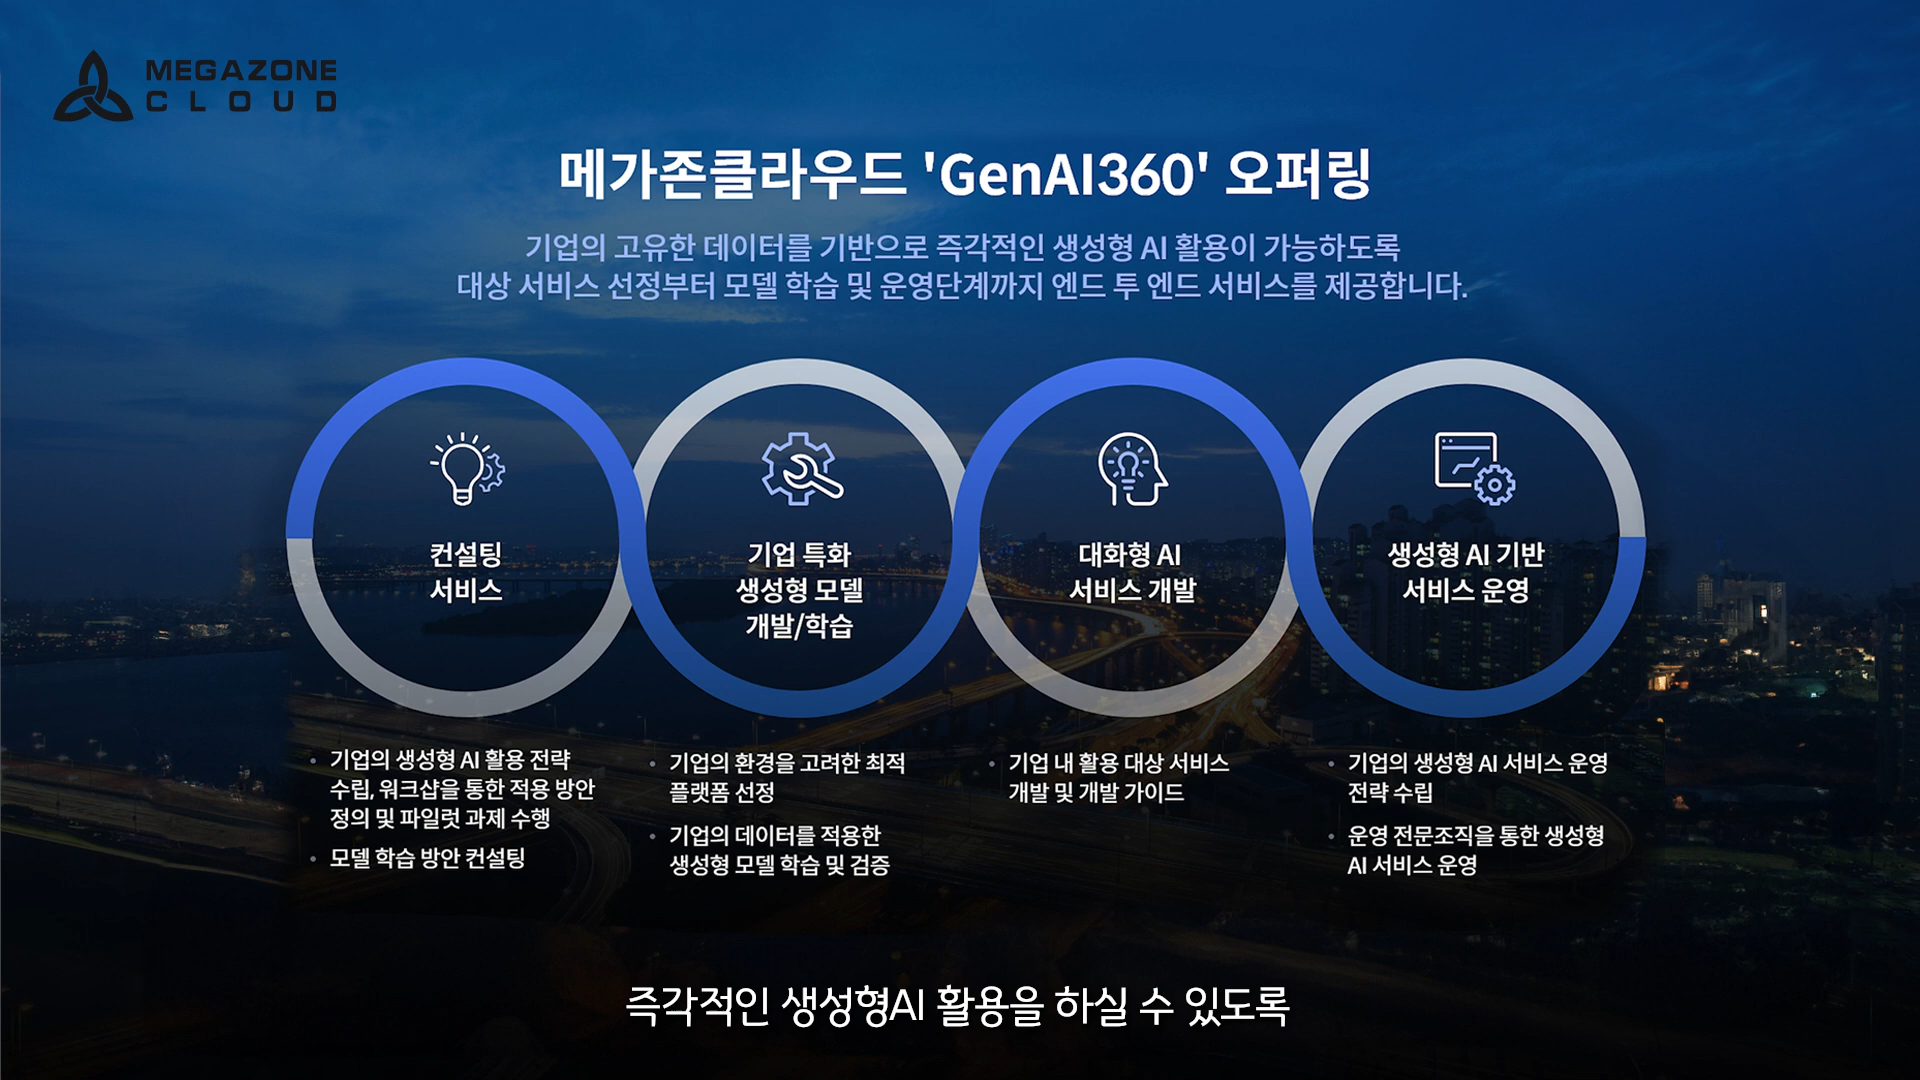 MEGAZONE
CLOUD
메가존클라우드 'GenAI360' 오퍼링
기업의 고유한 데이터를 기반으로 즉각적인 생성형 AI 활용이 가능하도록
대상 서비스 선정부터 모델 학습 및 운영단계까지 엔드 투 엔드 서비스를 제공합니다.
컨설팅
서비스
기업 특화
생성형 모델
개발/학습
대화형 AI
서비스 개발
생성형 AI 기반
서비스 운영
• 기업의 생성형 AI 활용 전략
수립, 워크샵을 통한 적용 방안
정의 및 파일럿 과제 수행
• 모델 학습 방안 컨설팅
• 기업의 환경을 고려한 최적
플랫폼 선정
• 기업의 데이터를 적용한
생성형 모델 학습 및 검증
• 기업 내 활용 대상 서비스
개발 및 개발 가이드
• 기업의 생성형 AI 서비스 운영
전략 수립
• 운영 전문조직을 통한 생성형
AI 서비스 운영
즉각적인 생성형AI 활용을 하실 수 있도록